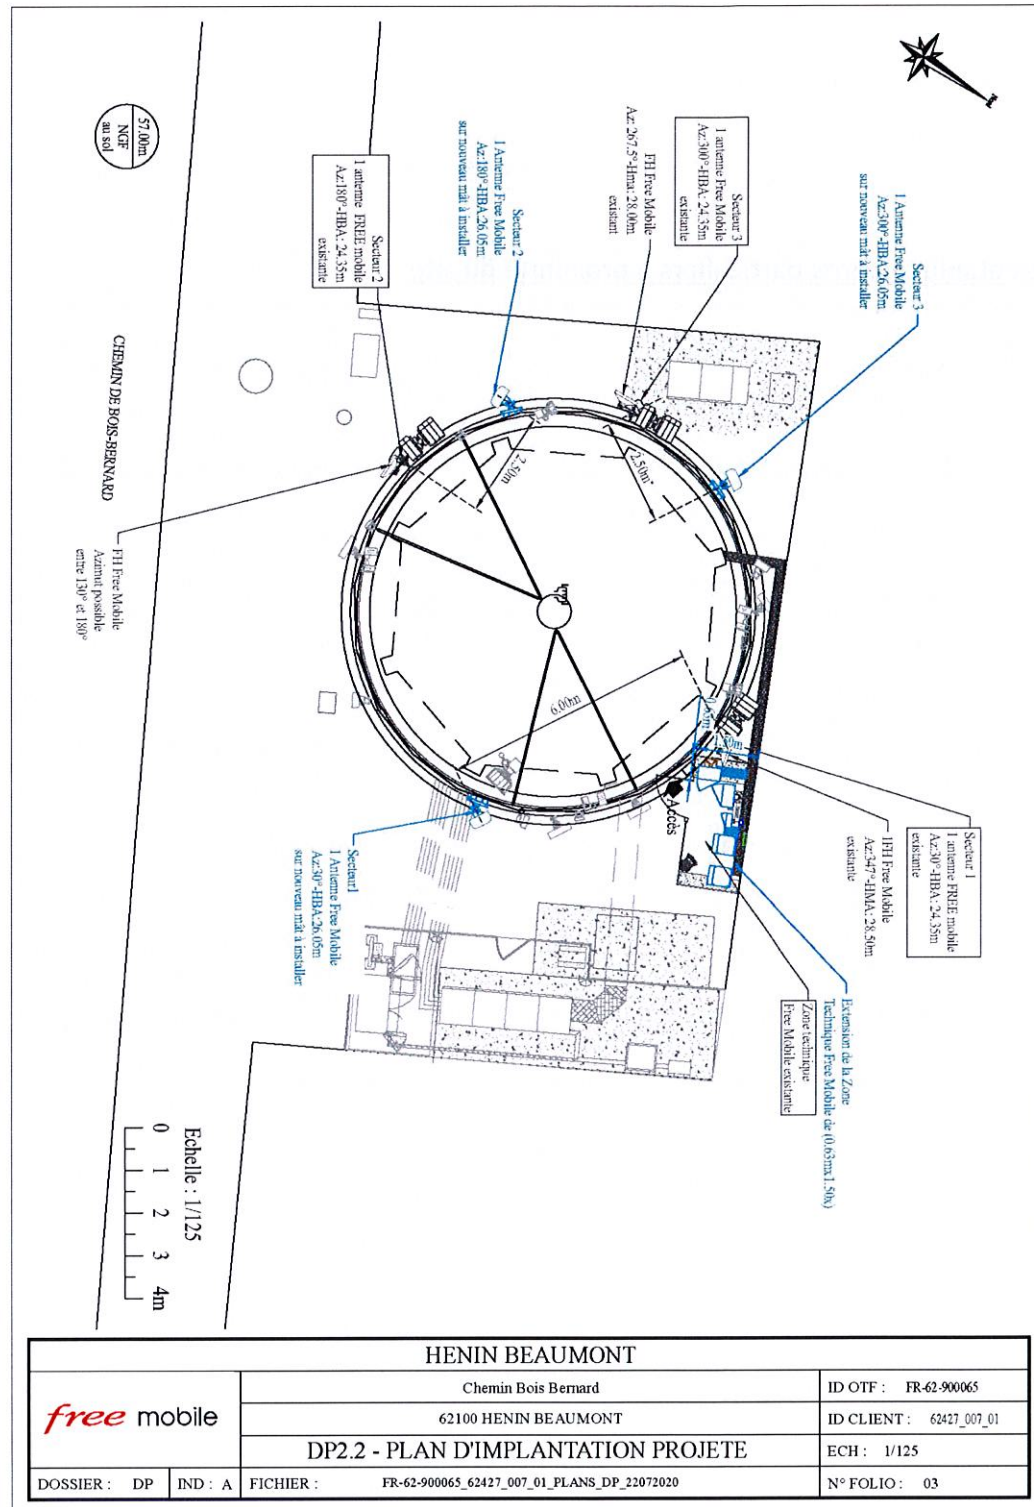 Nord
57.00m
NGF
au sol
1 Antenne Free Mobile
Az:180°-HBA:26.05m
sur nouveau mât à installer
Secteur 2
Secteur 2
1 antenne FREE mobile
Az:180°-HBA: 24.35m
existante
FH Free Mobile
Az: 267.5°-Hma: 28.00m
existant
Secteur 3
1 antenne Free Mobile
Az:300°-HBA: 24.35m
existante
Secteur 3
1 Antenne Free Mobile
Az:300°-HBA:26.05m
sur nouveau mât à installer
CHEMIN DE BOIS-BERNARD
FH Free Mobile
Azimut possible
entre 130° et 180°
2.50m
2.50m
6.00m
Accès
Secteur1
1 Antenne Free Mobile
Az:30°-HBA:26.05m
sur nouveau mât à installer
Secteur 1
1 antenne FREE mobile
Az:30°-HBA: 24.35m
existante
1FH Free Mobile
Az:347°-HMA: 28.50m
existante
Extension de la Zone
Technique Free Mobile de (0.63mx1.50x)
Zone technique
Free Mobile existante
Echelle : 1/125
0 1 2 3 4m
HENIN BEAUMONT
free mobile
Chemin Bois Bernard
ID OTF : FR-62-900065
62100 HENIN BEAUMONT
ID CLIENT : 62427_007_01
DP2.2 - PLAN D'IMPLANTATION PROJETE
ECH : 1/125
DOSSIER : DP
IND : A
FICHIER : FR-62-900065_62427_007_01_PLANS_DP_22072020
N° FOLIO : 03